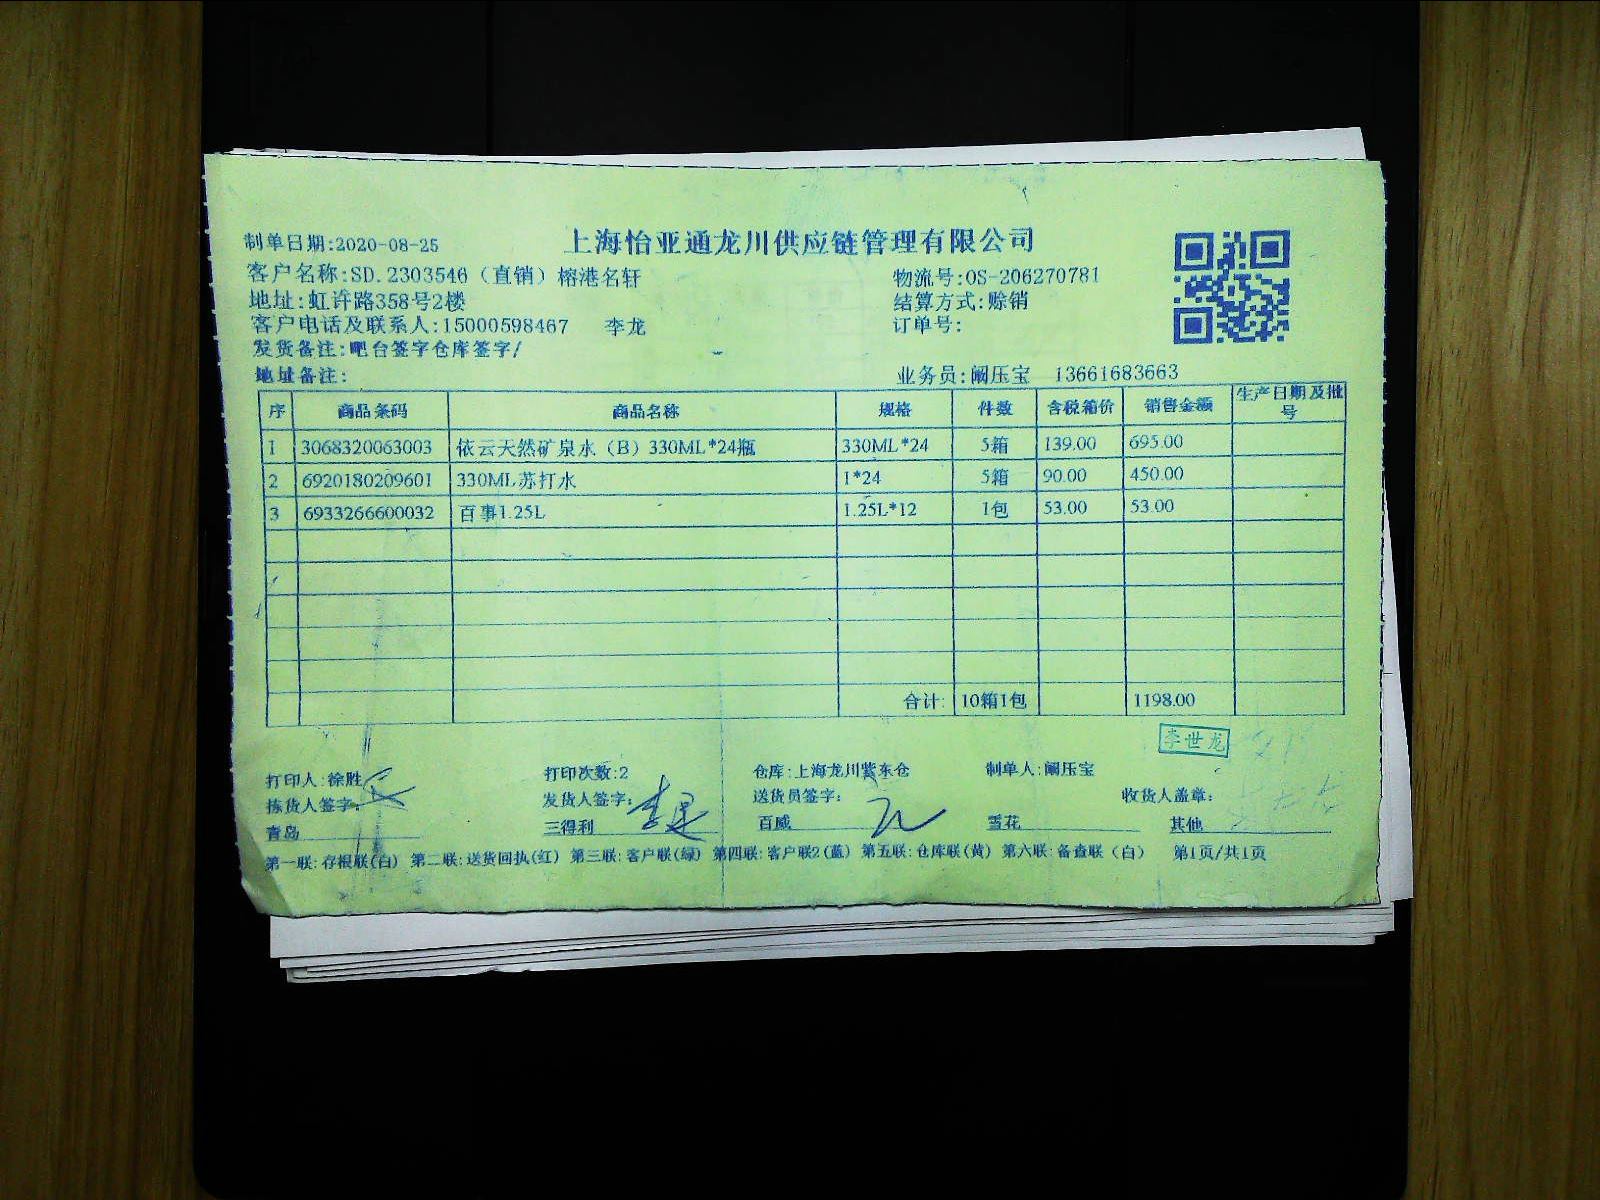 上海怡亚通龙川供应链管理有限公司
制单日期:2020-08-25
客户名称:SD.2303546（直销）榕港名轩 物流号:OS-206270781
地址:虹许路358号2楼 结算方式:赊销
客户电话及联系人:15000598467 李龙 订单号:
发货备注:吧台签字仓库签字/
地址备注: 业务员:阚压宝 13661683663
序 商品条码 商品名称 规格 件数 含税箱价 销售金额 生产日期及批号
1 3068320063003 依云天然矿泉水（B）330ML*24瓶 330ML*24 5箱 139.00 695.00
2 6920180209601 330ML苏打水 1*24 5箱 90.00 450.00
3 6933266600032 百事1.25L 1.25L*12 1包 53.00 53.00
合计: 10箱1包 1198.00
李世龙
打印人:徐胜 打印次数:2 仓库:上海龙川紫东仓 制单人:阚压宝
拣货人签字: 发货人签字: 送货员签字: 收货人盖章:
青岛 三得利 百威 雪花 其他
第一联:存根联(白) 第二联:送货回执(红) 第三联:客户联(绿) 第四联:客户联2(蓝) 第五联:仓库联(黄) 第六联:备查联（白） 第1页/共1页